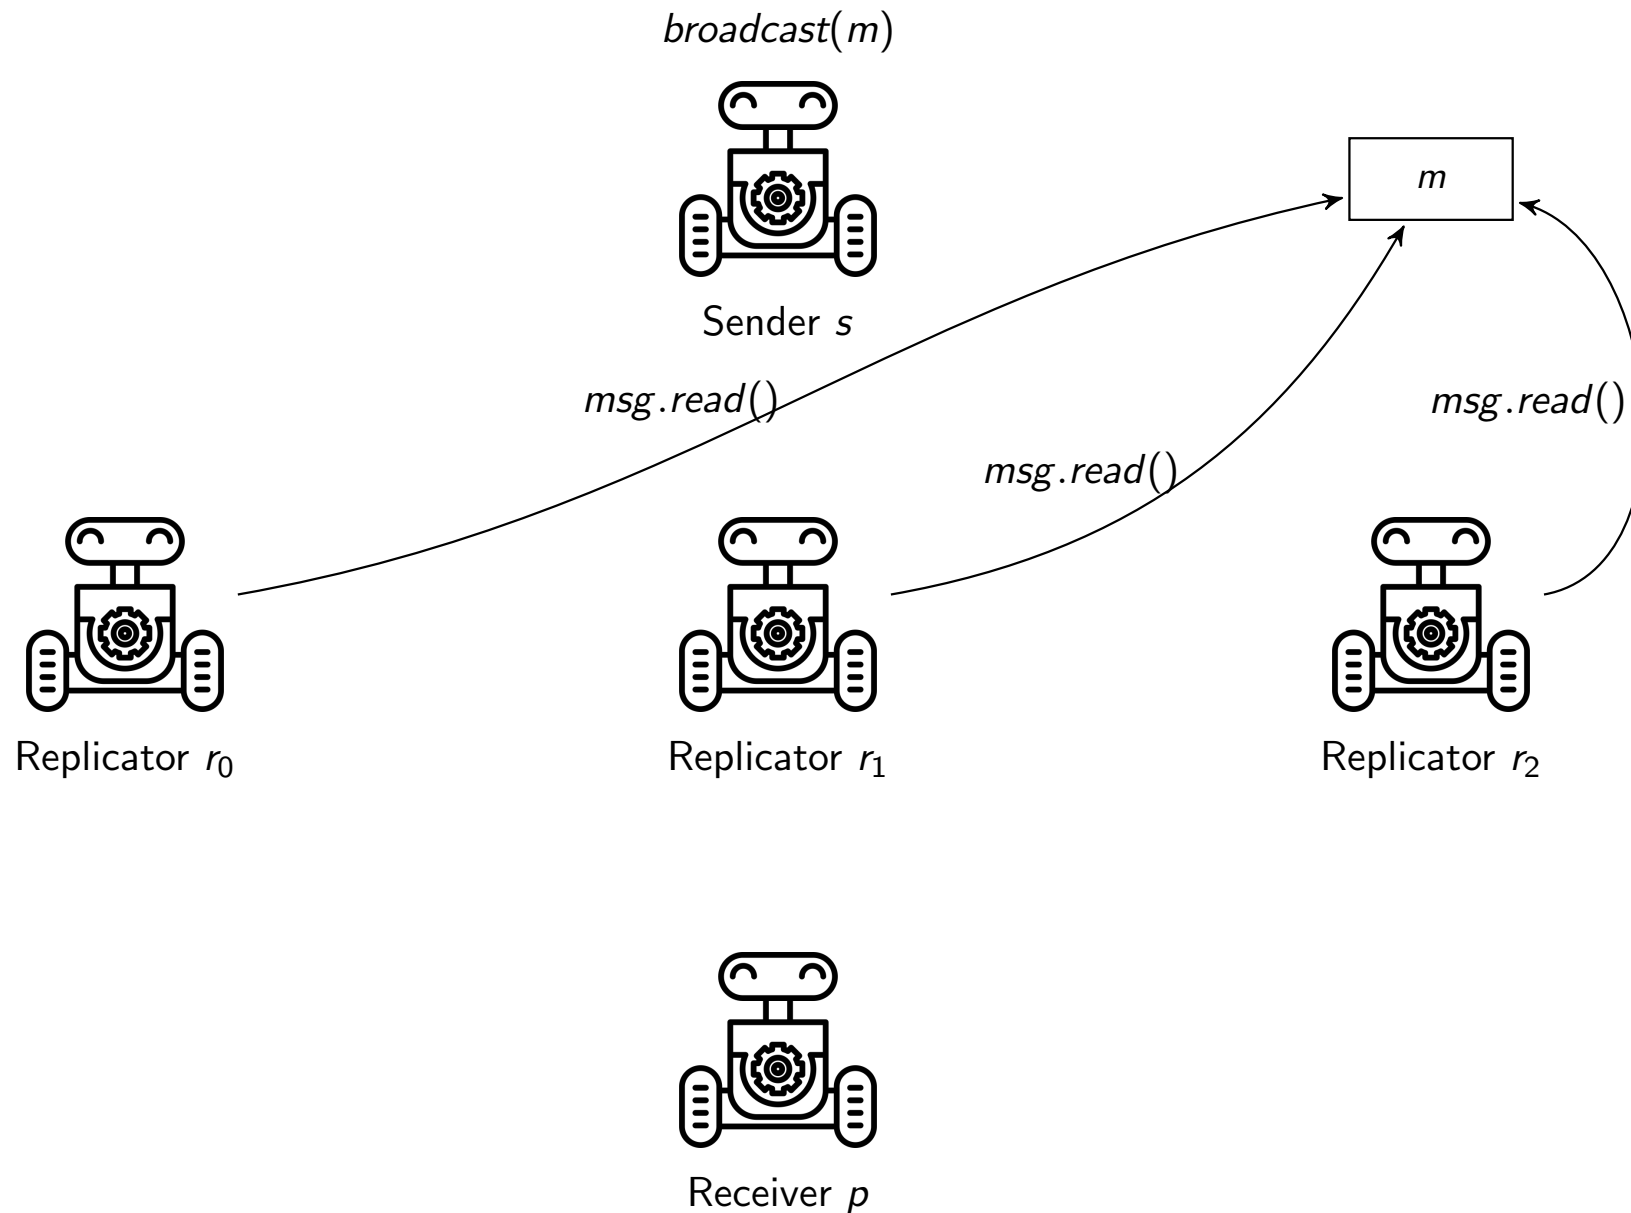 broadcast(m)
m
Sender s
msg.read()
msg.read()
msg.read()
Replicator r₀
Replicator r₁
Replicator r₂
Receiver p